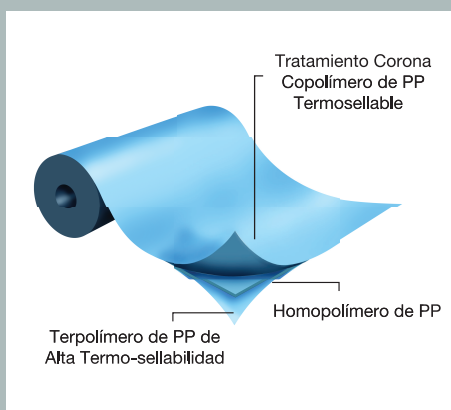 Tratamiento Corona
Copolímero de PP
Termosellable
Homopolímero de PP
Terpolímero de PP de
Alta Termo-sellabilidad